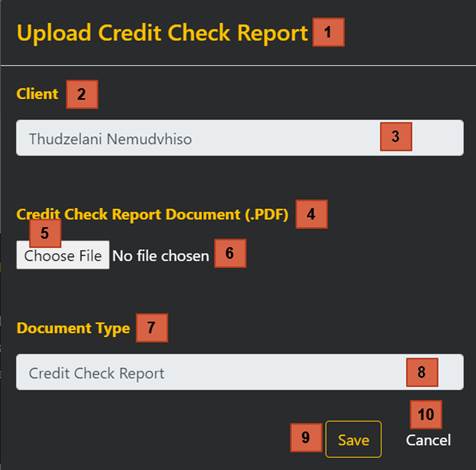 Upload Credit Check Report 1
Client 2
Thudzelani Nemudvhiso 3
Credit Check Report Document (.PDF) 4
5
Choose File No file chosen 6
Document Type 7
Credit Check Report 8
10
9 Save Cancel